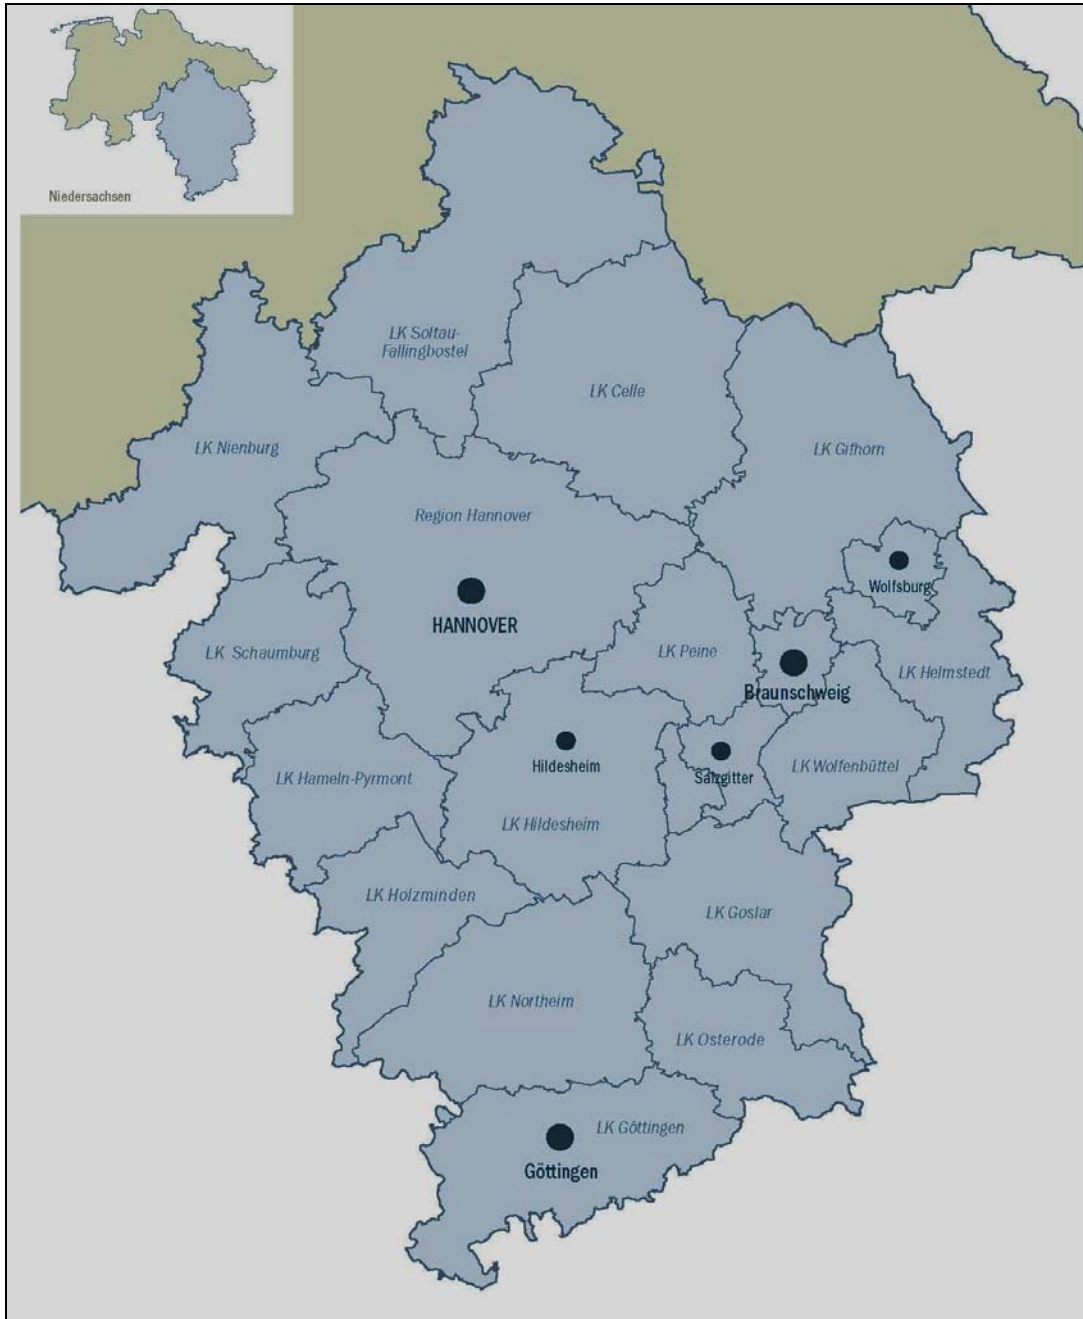 Niedersachsen
LK Soltau-
Fallingbostel
LK Celle
LK Nienburg
LK Gifhorn
Region Hannover
Wolfsburg
HANNOVER
LK Schaumburg
LK Peine
LK Helmstedt
Braunschweig
Hildesheim
Salzgitter
LK Wolfenbüttel
LK Hameln-Pyrmont
LK Hildesheim
LK Holzminden
LK Goslar
LK Northeim
LK Osterode
LK Göttingen
Göttingen